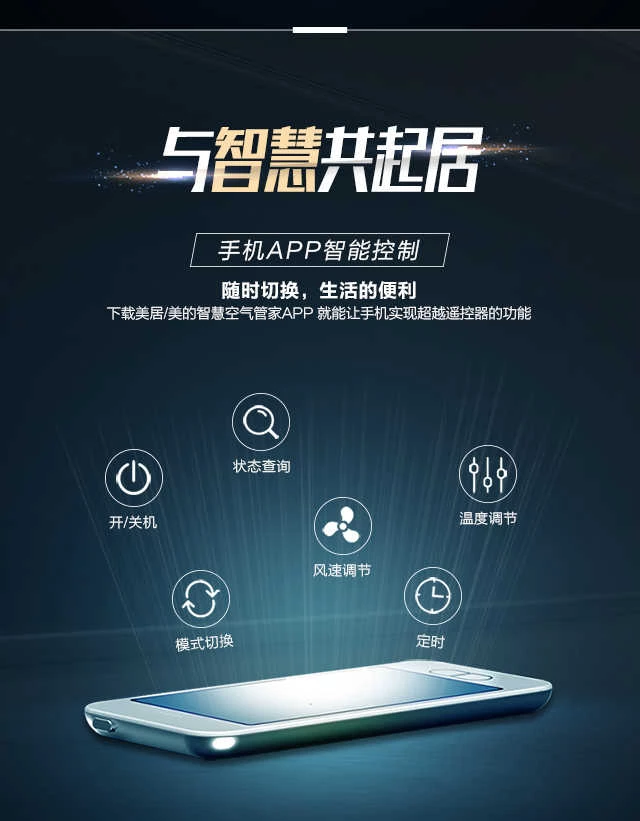 与智慧共起居
手机APP智能控制
随时切换，生活的便利
下载美居/美的智慧空气管家APP 就能让手机实现超越遥控器的功能
状态查询
开/关机
温度调节
风速调节
模式切换
定时